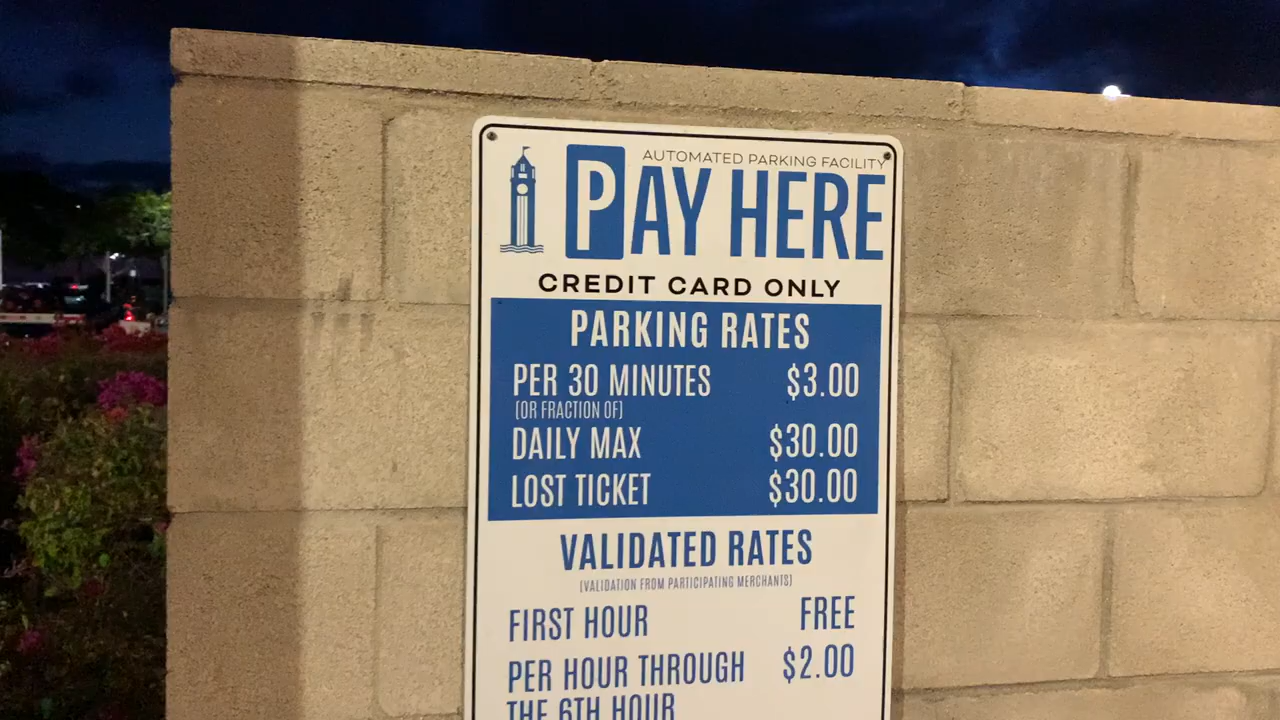 AUTOMATED PARKING FACILITY
PAY HERE
CREDIT CARD ONLY
PARKING RATES
PER 30 MINUTES $3.00
(OR FRACTION OF)
DAILY MAX $30.00
LOST TICKET $30.00
VALIDATED RATES
(VALIDATION FROM PARTICIPATING MERCHANTS)
FIRST HOUR FREE
PER HOUR THROUGH $2.00
THE 6TH HOUR